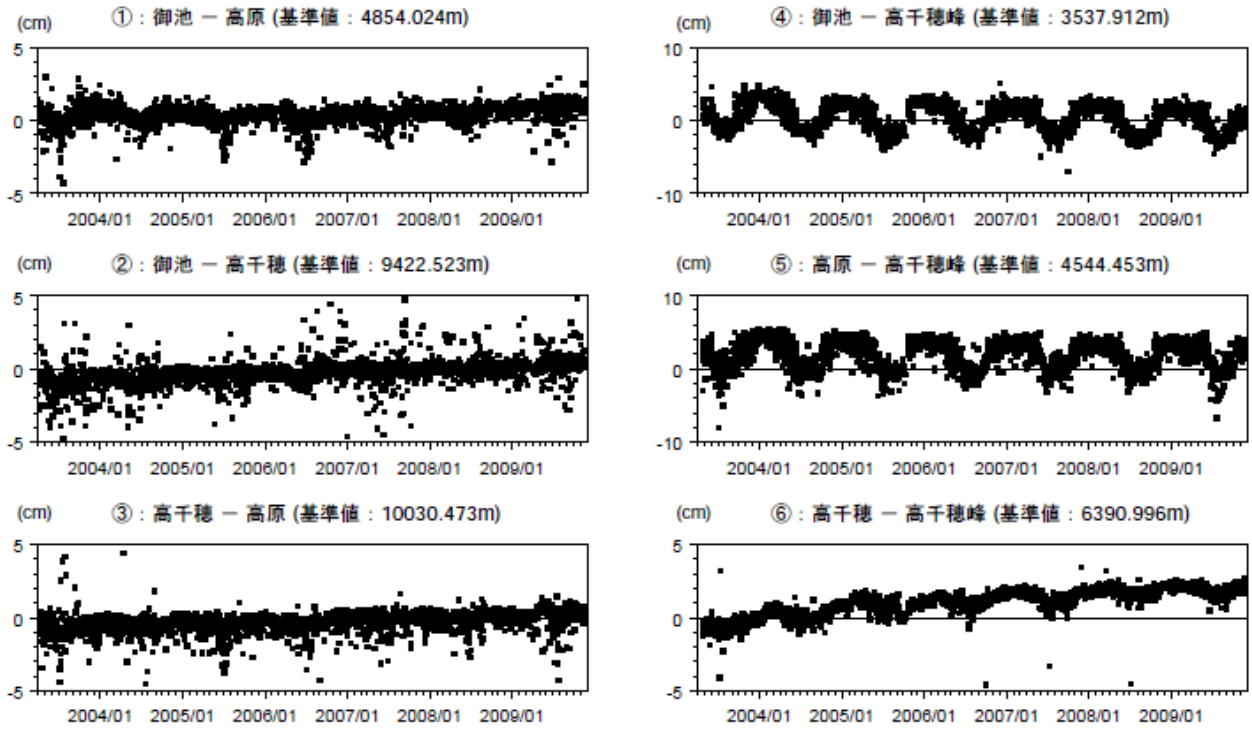 (cm) ①：御池 － 高原 (基準値：4854.024m)
5
0
-5
2004/01 2005/01 2006/01 2007/01 2008/01 2009/01
(cm) ②：御池 － 高千穂 (基準値：9422.523m)
5
0
-5
2004/01 2005/01 2006/01 2007/01 2008/01 2009/01
(cm) ③：高千穂 － 高原 (基準値：10030.473m)
5
0
-5
2004/01 2005/01 2006/01 2007/01 2008/01 2009/01
(cm) ④：御池 － 高千穂峰 (基準値：3537.912m)
10
0
-10
2004/01 2005/01 2006/01 2007/01 2008/01 2009/01
(cm) ⑤：高原 － 高千穂峰 (基準値：4544.453m)
10
0
-10
2004/01 2005/01 2006/01 2007/01 2008/01 2009/01
(cm) ⑥：高千穂 － 高千穂峰 (基準値：6390.996m)
5
0
-5
2004/01 2005/01 2006/01 2007/01 2008/01 2009/01